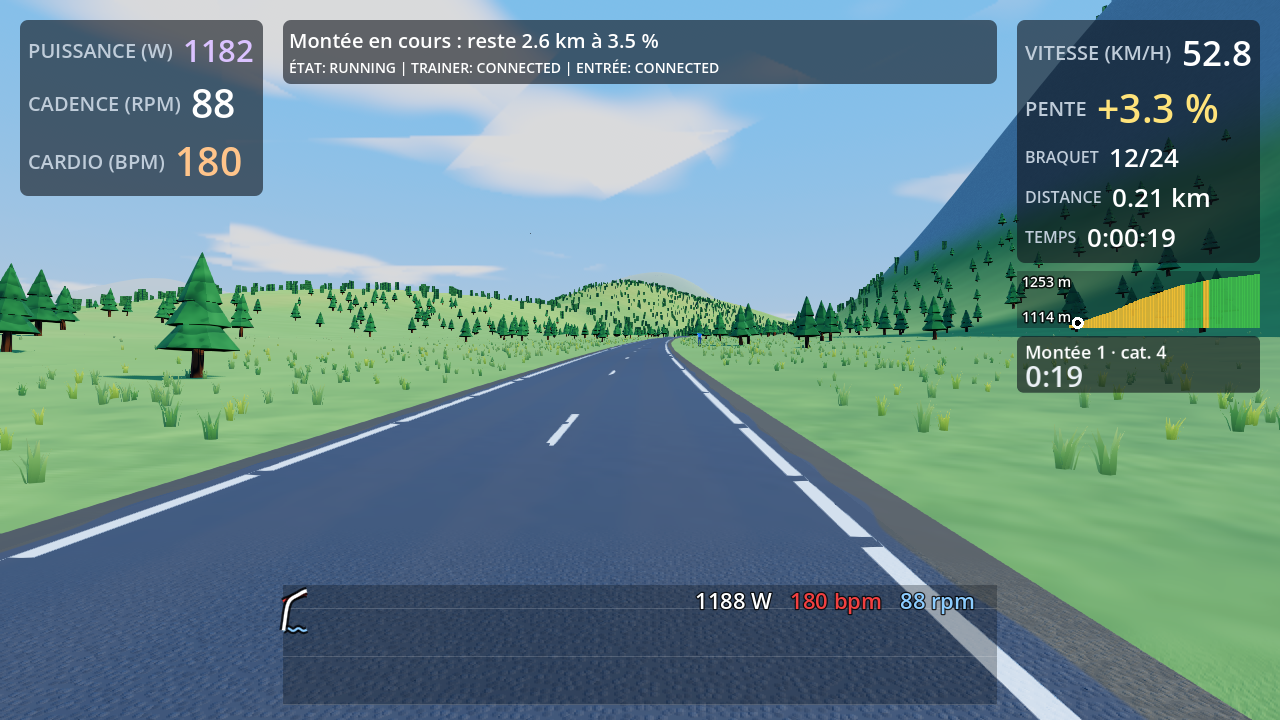 PUISSANCE (W) 1182
CADENCE (RPM) 88
CARDIO (BPM) 180
Montée en cours : reste 2.6 km à 3.5 %
ÉTAT: RUNNING | TRAINER: CONNECTED | ENTRÉE: CONNECTED
VITESSE (KM/H) 52.8
PENTE +3.3 %
BRAQUET 12/24
DISTANCE 0.21 km
TEMPS 0:00:19
1253 m
1114 m
Montée 1 · cat. 4
0:19
1188 W 180 bpm 88 rpm